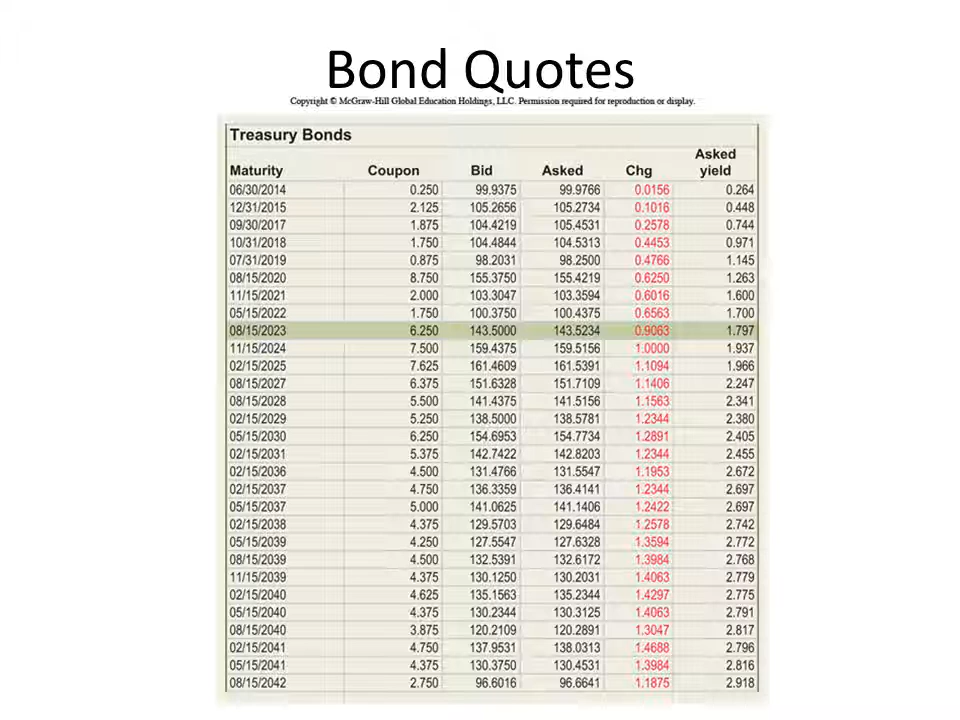 Bond Quotes
Copyright © McGraw-Hill Global Education Holdings, LLC. Permission required for reproduction or display.
Treasury Bonds
Maturity Coupon Bid Asked Chg Asked yield
06/30/2014 0.250 99.9375 99.9766 0.0156 0.264
12/31/2015 2.125 105.2656 105.2734 0.1016 0.448
09/30/2017 1.875 104.4219 105.4531 0.2578 0.744
10/31/2018 1.750 104.4844 104.5313 0.4453 0.971
07/31/2019 0.875 98.2031 98.2500 0.4766 1.145
08/15/2020 8.750 155.3750 155.4219 0.6250 1.263
11/15/2021 2.000 103.3047 103.3594 0.6016 1.600
05/15/2022 1.750 100.3750 100.4375 0.6563 1.700
08/15/2023 6.250 143.5000 143.5234 0.9063 1.797
11/15/2024 7.500 159.4375 159.5156 1.0000 1.937
02/15/2025 7.625 161.4609 161.5391 1.1094 1.966
08/15/2027 6.375 151.6328 151.7109 1.1406 2.247
08/15/2028 5.500 141.4375 141.5156 1.1563 2.341
02/15/2029 5.250 138.5000 138.5781 1.2344 2.380
05/15/2030 6.250 154.6953 154.7734 1.2891 2.405
02/15/2031 5.375 142.7422 142.8203 1.2344 2.455
02/15/2036 4.500 131.4766 131.5547 1.1953 2.672
02/15/2037 4.750 136.3359 136.4141 1.2344 2.697
05/15/2037 5.000 141.0625 141.1406 1.2422 2.697
02/15/2038 4.375 129.5703 129.6484 1.2578 2.742
05/15/2039 4.250 127.5547 127.6328 1.3594 2.772
08/15/2039 4.500 132.5391 132.6172 1.3984 2.768
11/15/2039 4.375 130.1250 130.2031 1.4063 2.779
02/15/2040 4.625 135.1563 135.2344 1.4297 2.775
05/15/2040 4.375 130.2344 130.3125 1.4063 2.791
08/15/2040 3.875 120.2109 120.2891 1.3047 2.817
02/15/2041 4.750 137.9531 138.0313 1.4688 2.796
05/15/2041 4.375 130.3750 130.4531 1.3984 2.816
08/15/2042 2.750 96.6016 96.6641 1.1875 2.918